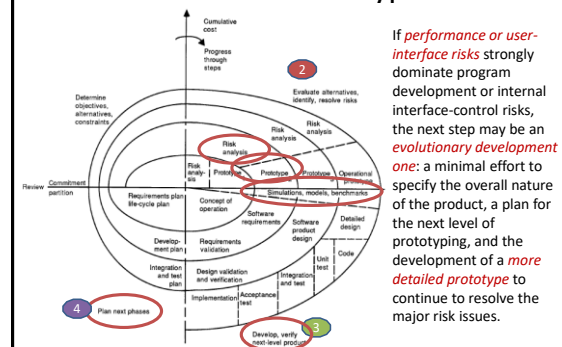 Cumulative
cost
Progress
through
steps
2
Evaluate alternatives,
identify, resolve risks
Determine
objectives,
alternatives,
constraints
Risk
analysis
Risk
analysis
Risk
analysis
Risk
analy-
sis
Prototype
Prototype
Prototype
Operational
prototype
Review
Commitment
partition
Simulations, models, benchmarks
Requirements plan
life-cycle plan
Concept of
operation
Software
requirements
Software
product
design
Detailed
design
Develop-
ment plan
Requirements
validation
Code
Unit
test
Integration
and test
plan
Design validation
and verification
Integration
and test
Acceptance
test
Implementation
4
Plan next phases
3
Develop, verify
next-level product
If performance or user-
interface risks strongly
dominate program
development or internal
interface-control risks,
the next step may be an
evolutionary development
one: a minimal effort to
specify the overall nature
of the product, a plan for
the next level of
prototyping, and the
development of a more
detailed prototype to
continue to resolve the
major risk issues.